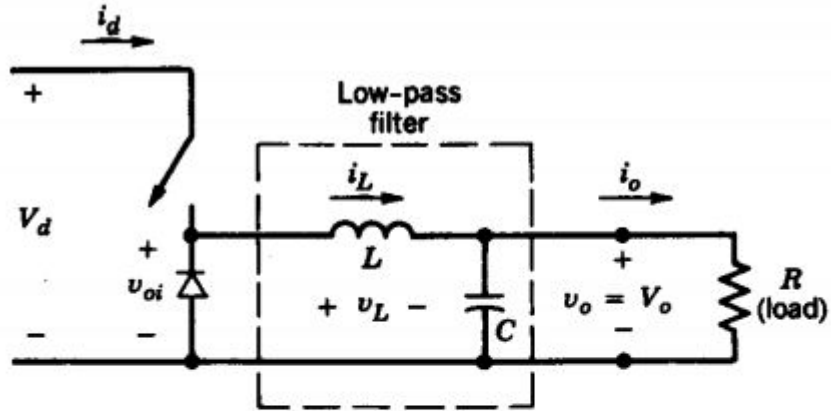 i_d
+
Low-pass
filter
i_L
i_o
V_d
+
v_oi
L
+ v_L −
C
+
v_o = V_o
−
R
(load)
−
−